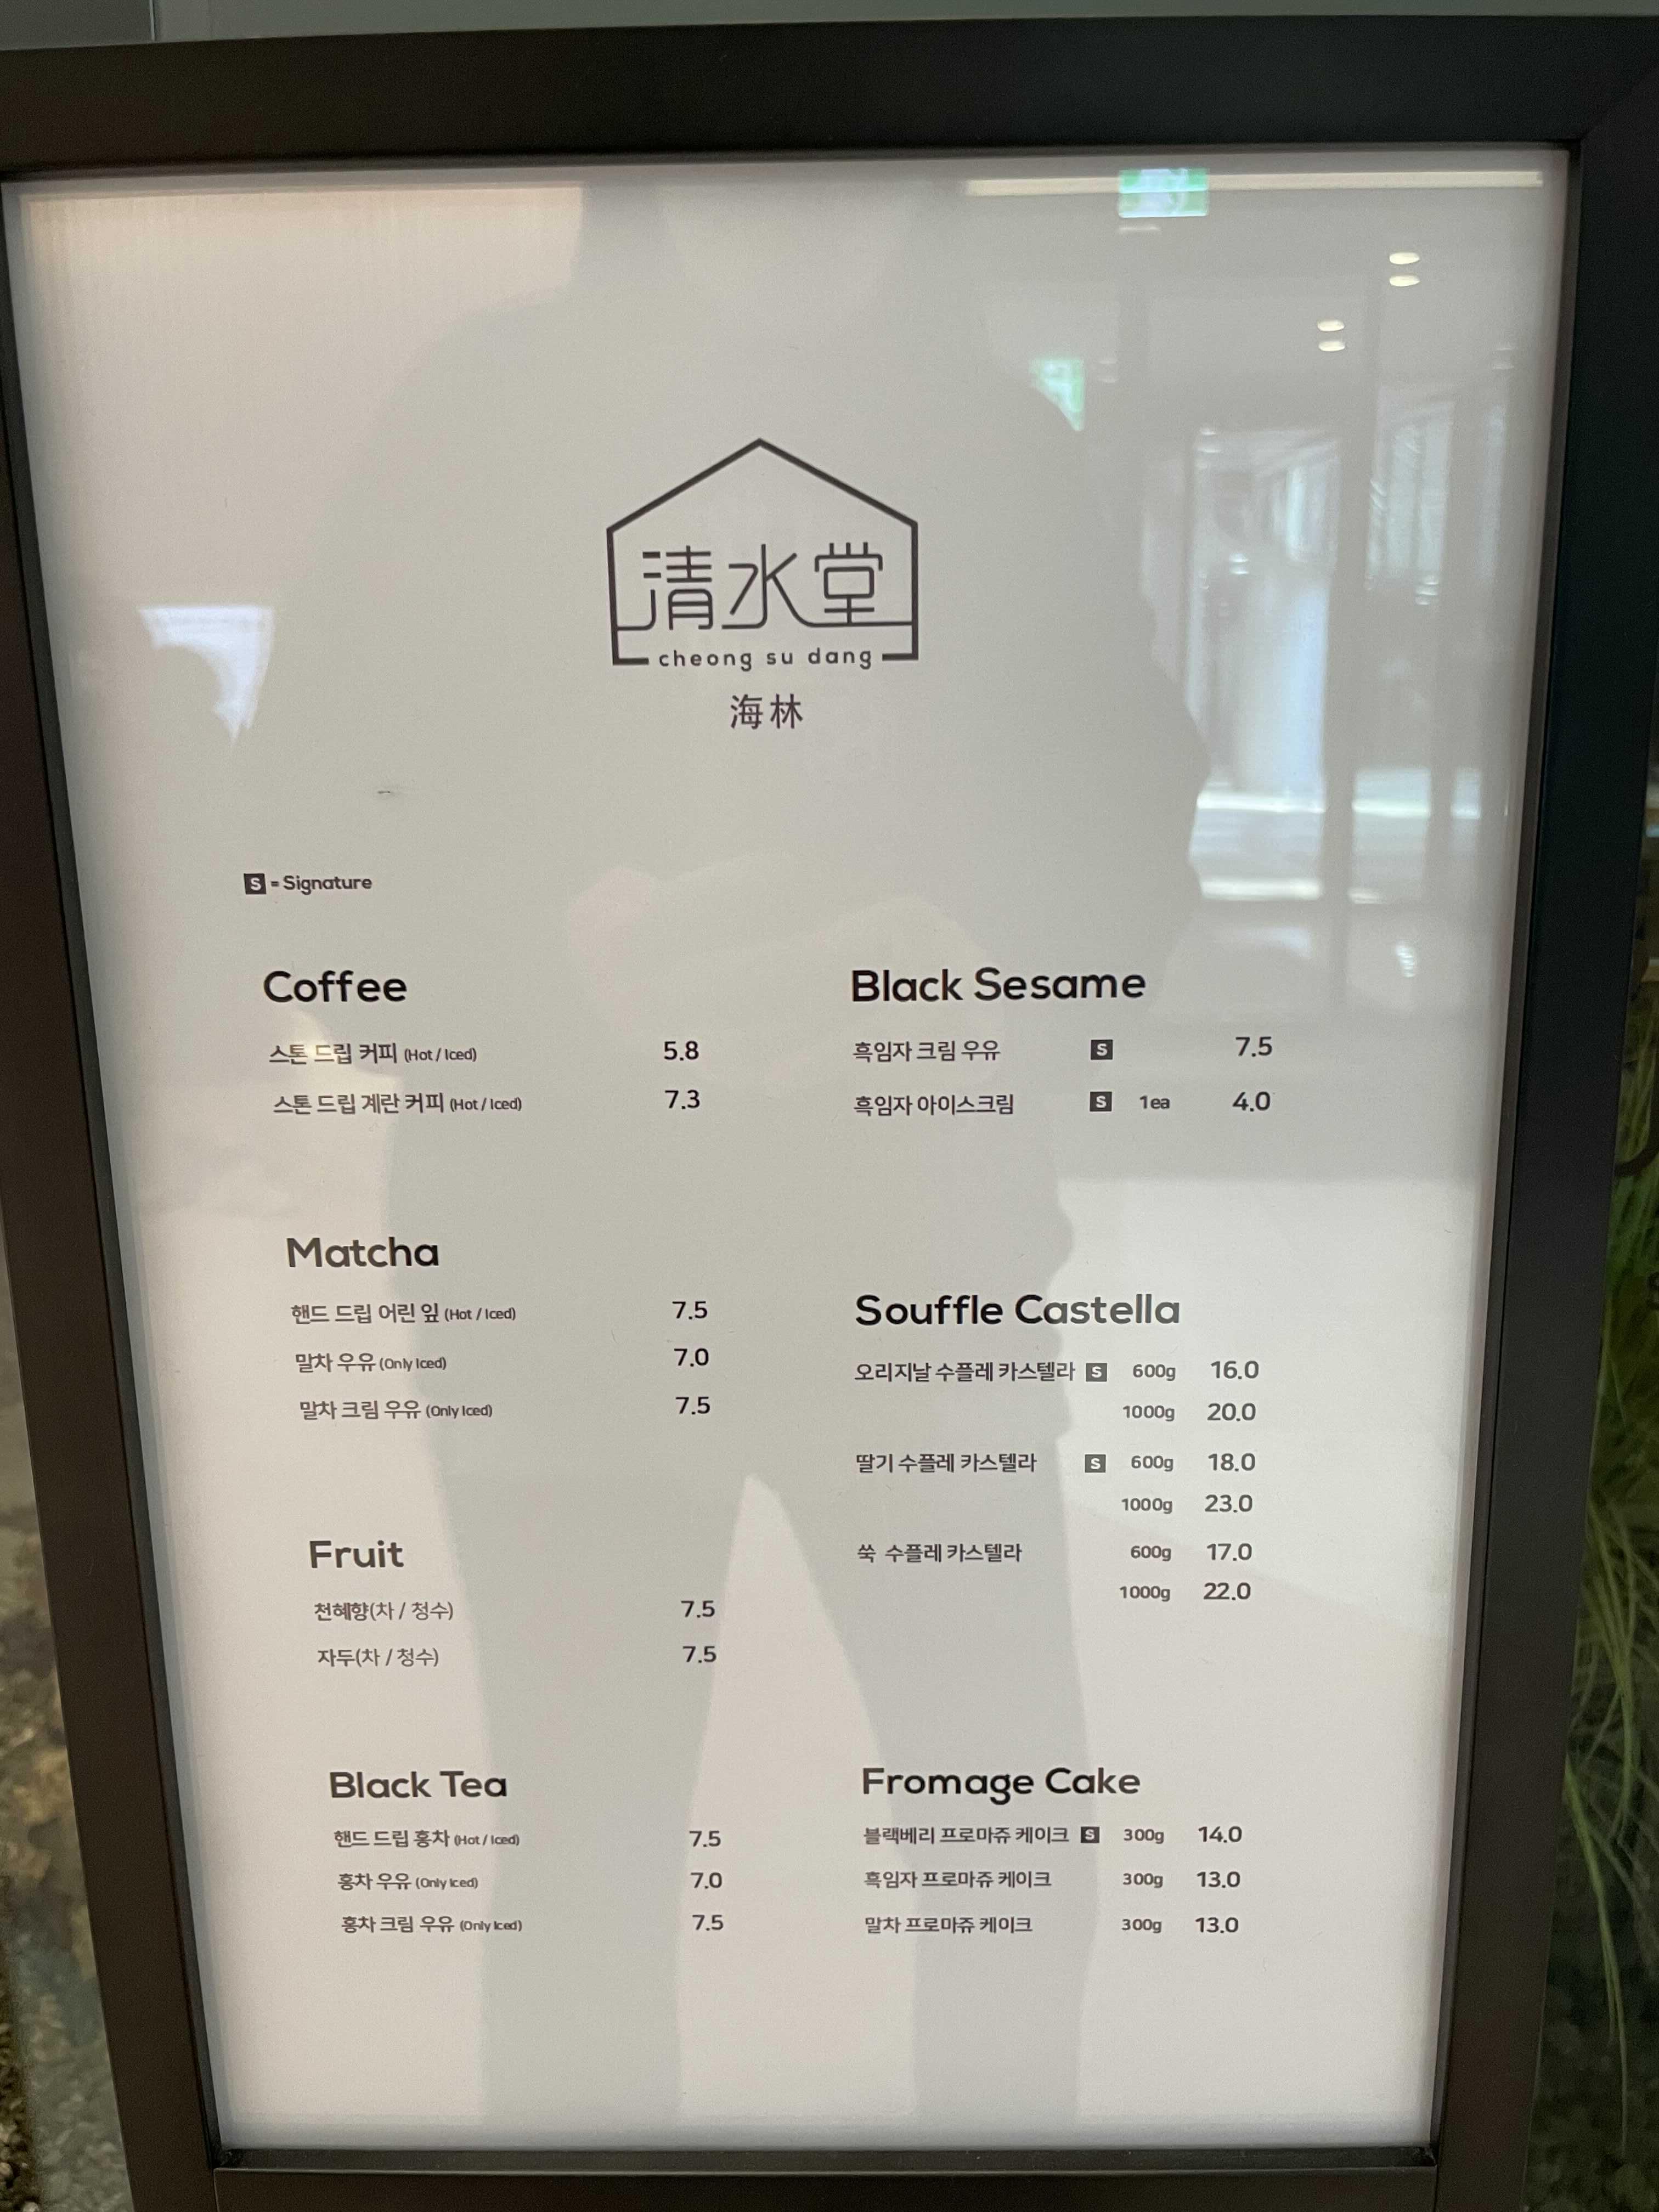 清水堂
cheong su dang
海林
S = Signature
Coffee
스톤 드립 커피 (Hot / Iced) 5.8
스톤 드립 계란 커피 (Hot / Iced) 7.3
Matcha
핸드 드립 어린 잎 (Hot / Iced) 7.5
말차 우유 (Only Iced) 7.0
말차 크림 우유 (Only Iced) 7.5
Fruit
천혜향(차 / 청수) 7.5
자두(차 / 청수) 7.5
Black Tea
핸드 드립 홍차 (Hot / Iced) 7.5
홍차 우유 (Only Iced) 7.0
홍차 크림 우유 (Only Iced) 7.5
Black Sesame
흑임자 크림 우유 S 7.5
흑임자 아이스크림 S 1ea 4.0
Souffle Castella
오리지날 수플레 카스텔라 S 600g 16.0
1000g 20.0
딸기 수플레 카스텔라 S 600g 18.0
1000g 23.0
쑥 수플레 카스텔라 600g 17.0
1000g 22.0
Fromage Cake
블랙베리 프로마쥬 케이크 S 300g 14.0
흑임자 프로마쥬 케이크 300g 13.0
말차 프로마쥬 케이크 300g 13.0